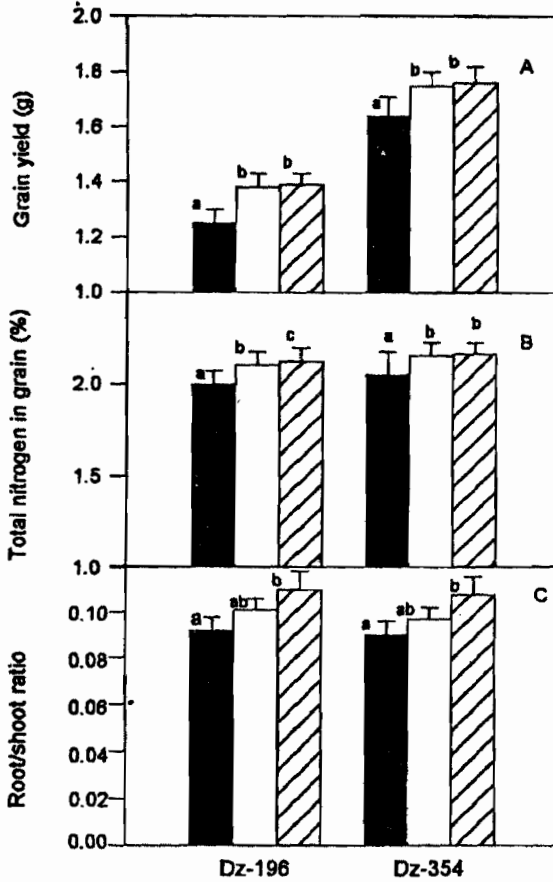 2.0
1.8
1.6
1.4
1.2
1.0
Grain yield (g)
a b b a b b A
2.0
1.5
1.0
Total nitrogen in grain (%)
a b c a b b B
0.10
0.08
0.06
0.04
0.02
0.00
Root/shoot ratio
a ab b a ab b C
Dz-196 Dz-354